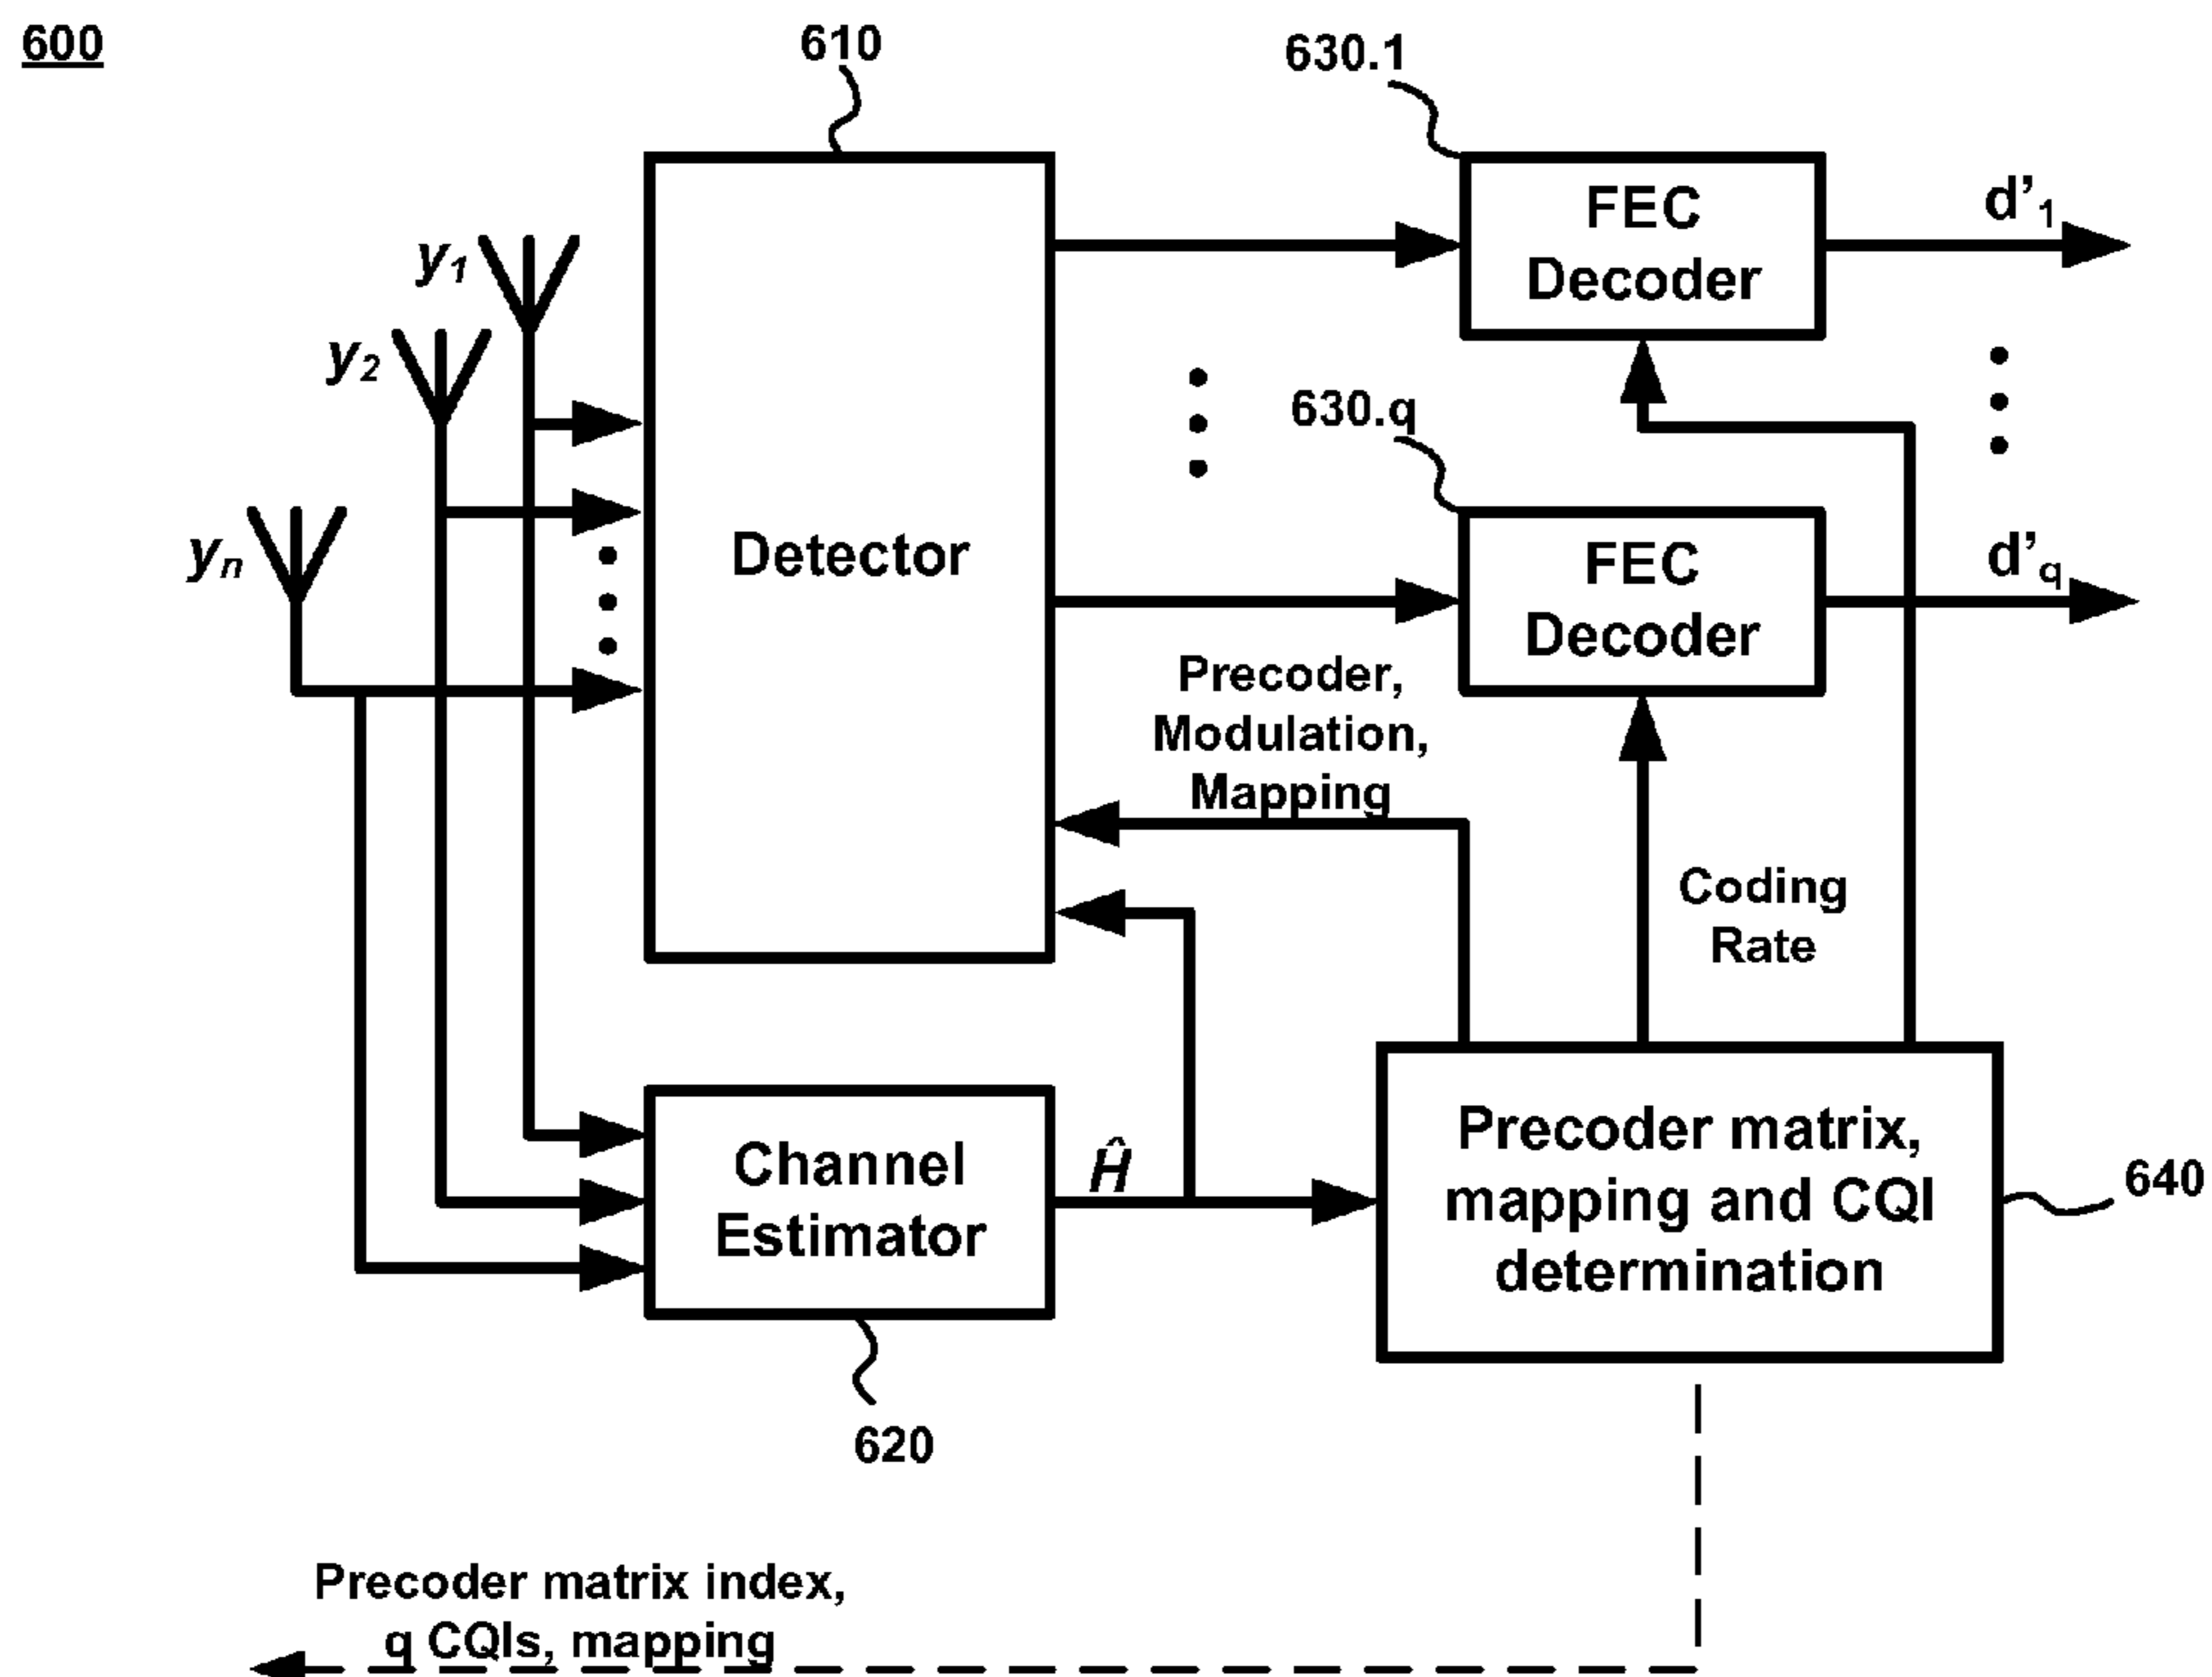 600
610
630.1
FEC
Decoder
d’1
y1
y2
630.q
yn
Detector
FEC
Decoder
d’q
Precoder,
Modulation,
Mapping
Coding
Rate
Channel
Estimator
Ĥ
Precoder matrix,
mapping and CQI
determination
640
620
Precoder matrix index,
q CQIs, mapping